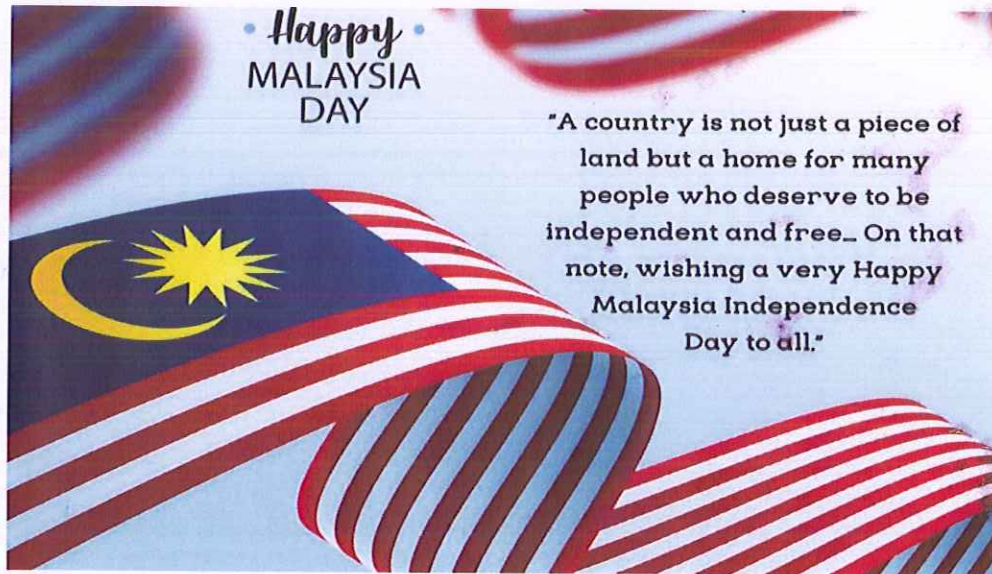 Happy
MALAYSIA
DAY
"A country is not just a piece of
land but a home for many
people who deserve to be
independent and free... On that
note, wishing a very Happy
Malaysia Independence
Day to all."